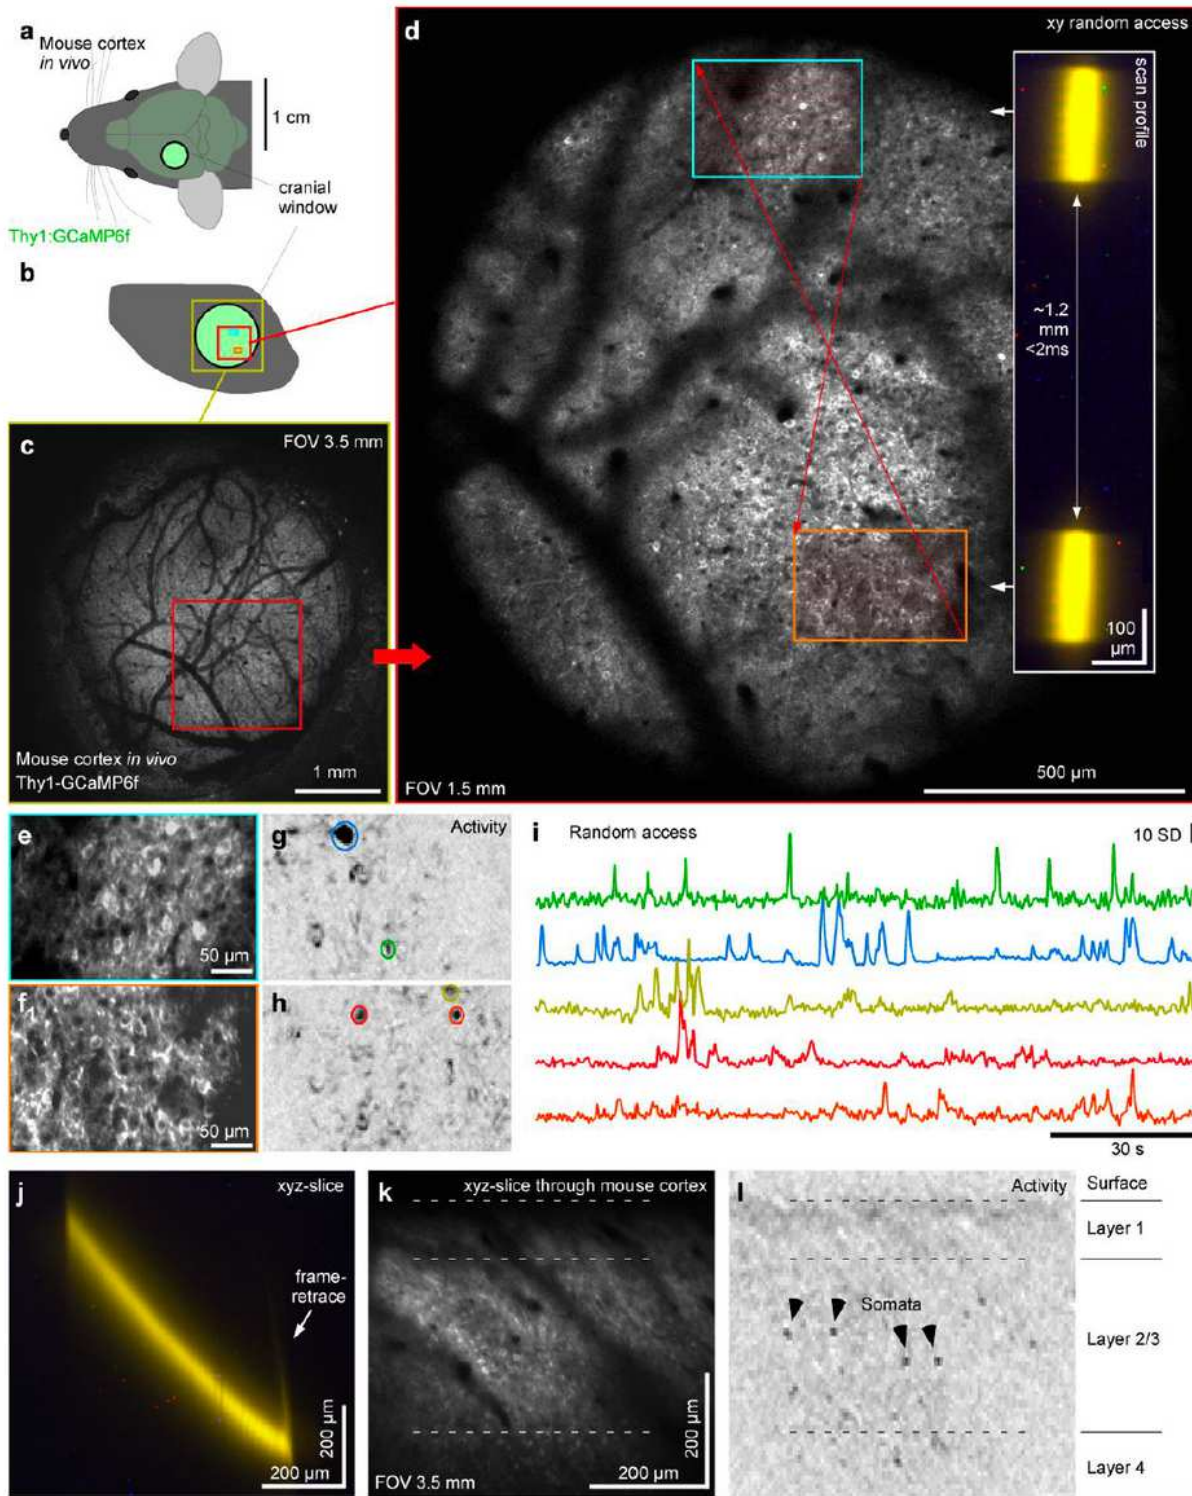 a
Mouse cortex
in vivo
1 cm
cranial
window
Thy1:GCaMP6f
b
c
FOV 3.5 mm
Mouse cortex in vivo
Thy1-GCaMP6f
1 mm
d
xy random access
scan profile
~1.2
mm
<2ms
100
µm
FOV 1.5 mm
500 µm
e
50 µm
f
50 µm
g
Activity
h
i
Random access
10 SD
30 s
j
xyz-slice
frame-
retrace
200 µm
200 µm
k
xyz-slice through mouse cortex
200 µm
200 µm
FOV 3.5 mm
l
Activity
Somata
Surface
Layer 1
Layer 2/3
Layer 4